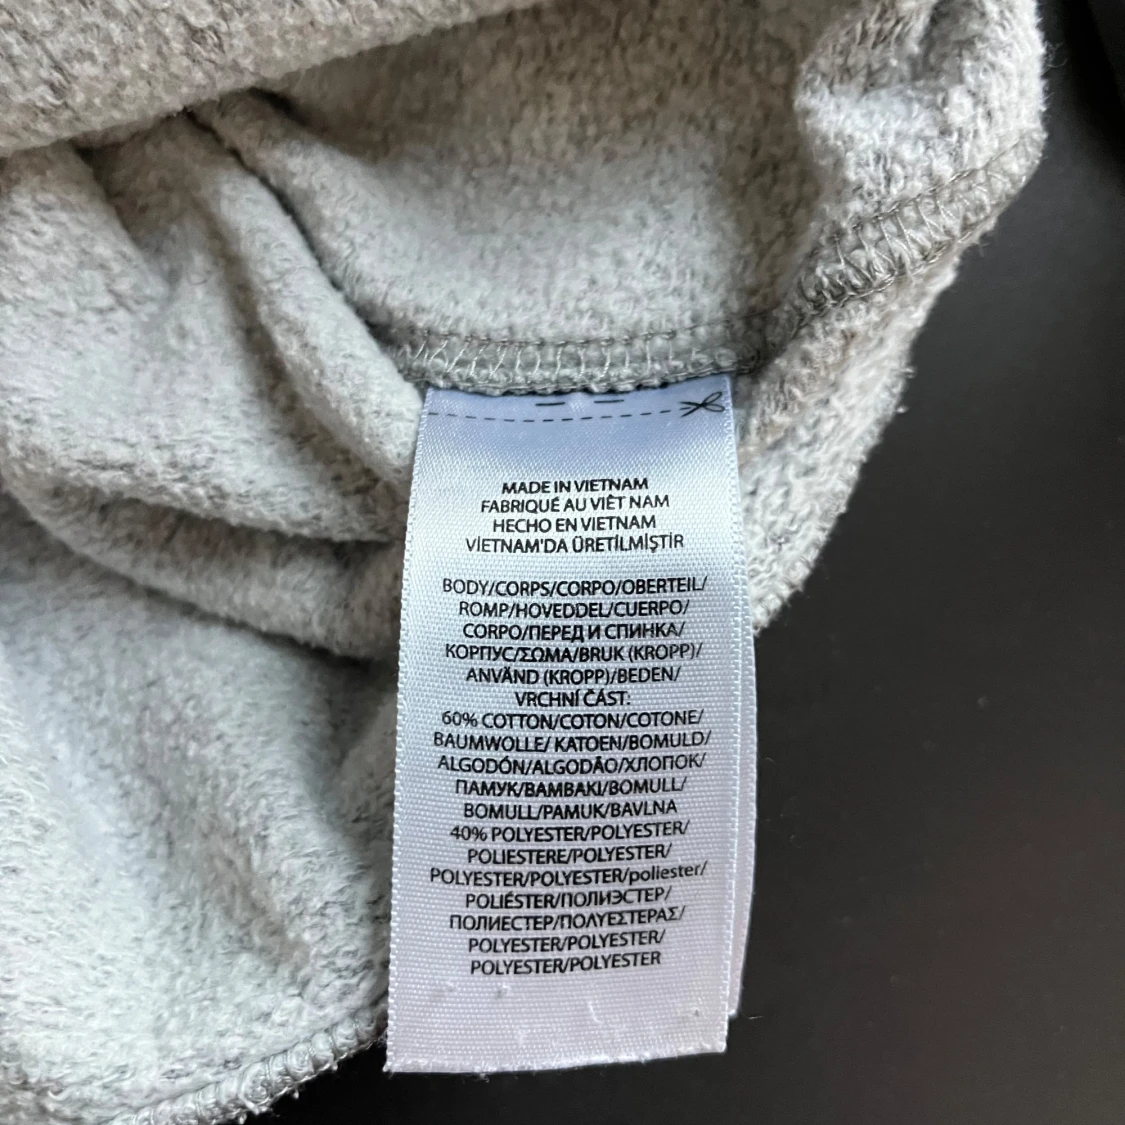 MADE IN VIETNAM
FABRIQUÉ AU VIÊT NAM
HECHO EN VIETNAM
VİETNAM'DA ÜRETİLMİŞTİR
BODY/CORPS/CORPO/OBERTEIL/
ROMP/HOVEDDEL/CUERPO/
CORPO/ПЕРЕД И СПИНКА/
КОРПУС/ΣΩΜΑ/BRUK (KROPP)/
ANVÄND (KROPP)/BEDEN/
VRCHNÍ ČÁST:
60% COTTON/COTON/COTONE/
BAUMWOLLE/ KATOEN/BOMULD/
ALGODÓN/ALGODÃO/ХЛОПОК/
ПАМУК/ΒΑΜΒΑΚΙ/BOMULL/
BOMULL/PAMUK/BAVLNA
40% POLYESTER/POLYESTER/
POLIESTERE/POLYESTER/
POLYESTER/POLYESTER/poliester/
POLIÉSTER/ПОЛИЭСТЕР/
ПОЛИЕСТЕР/ΠΟΛΥΕΣΤΕΡΑΣ/
POLYESTER/POLYESTER/
POLYESTER/POLYESTER